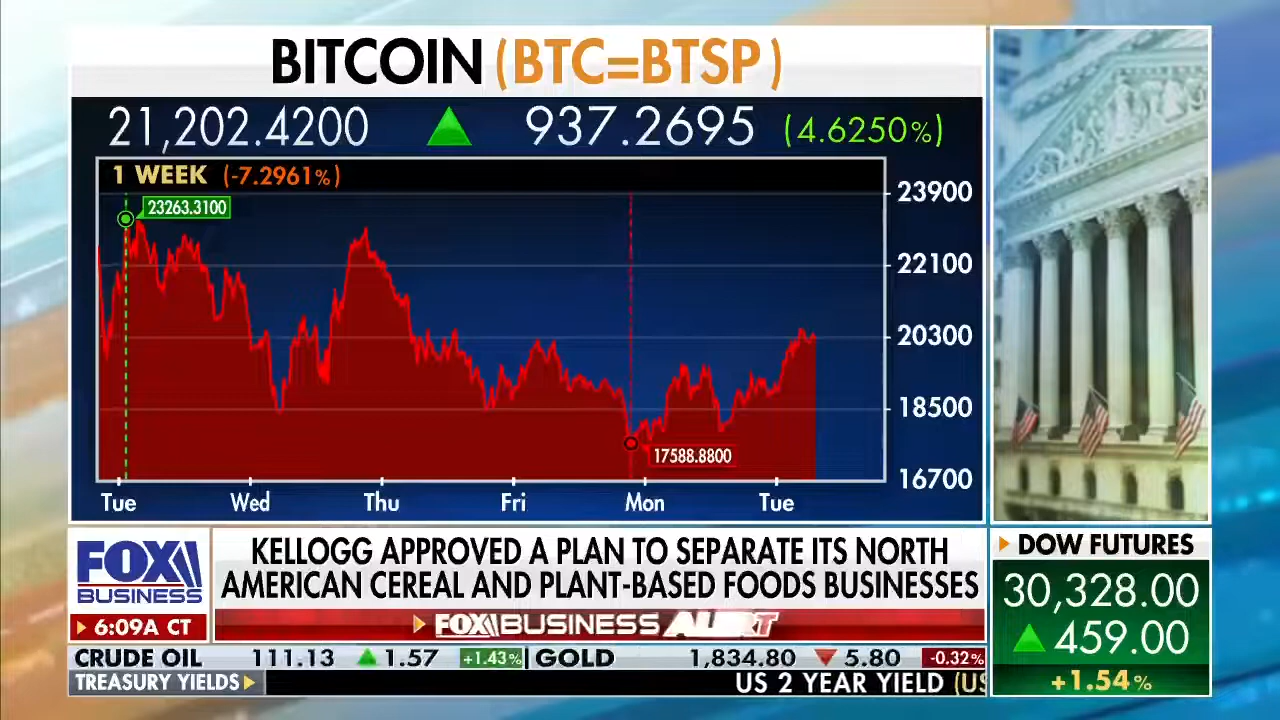 BITCOIN (BTC=BTSP)
21,202.4200 ▲ 937.2695 (4.6250%)
1 WEEK (-7.2961%)
23263.3100
17588.8800
23900
22100
20300
18500
16700
Tue Wed Thu Fri Mon Tue
FOX BUSINESS
6:09A CT
KELLOGG APPROVED A PLAN TO SEPARATE ITS NORTH
AMERICAN CEREAL AND PLANT-BASED FOODS BUSINESSES
FOX BUSINESS ALERT
DOW FUTURES
30,328.00
▲ 459.00
+1.54%
CRUDE OIL 111.13 ▲ 1.57 +1.43% GOLD 1,834.80 ▼ 5.80 -0.32%
TREASURY YIELDS US 2 YEAR YIELD (US